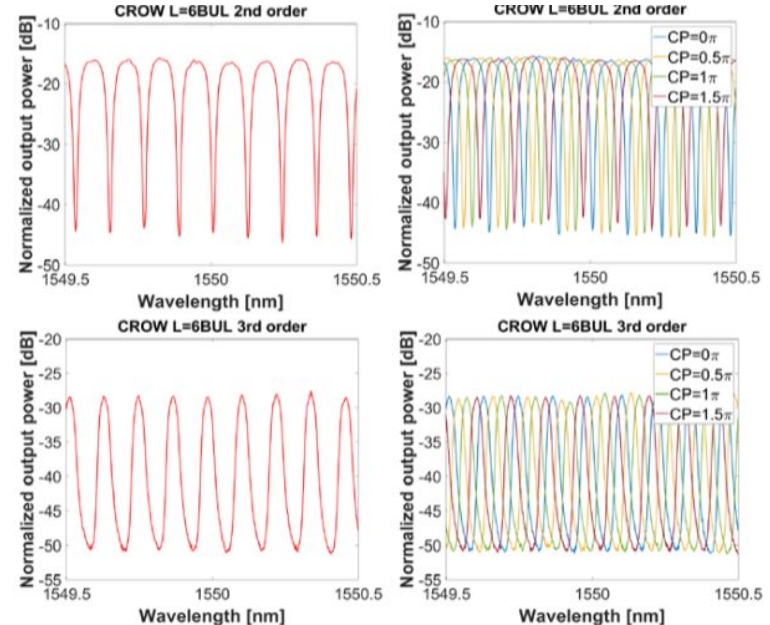 CROW L=6BUL 2nd order
Normalized output power [dB]
-10
-20
-30
-40
-50
1549.5
1550
1550.5
Wavelength [nm]
CROW L=6BUL 2nd order
Normalized output power [dB]
-10
-20
-30
-40
-50
CP=0π
CP=0.5π
CP=1π
CP=1.5π
1549.5
1550
1550.5
Wavelength [nm]
CROW L=6BUL 3rd order
Normalized output power [dB]
-20
-25
-30
-35
-40
-45
-50
-55
1549.5
1550
1550.5
Wavelength [nm]
CROW L=6BUL 3rd order
Normalized output power [dB]
-20
-25
-30
-35
-40
-45
-50
-55
CP=0π
CP=0.5π
CP=1π
CP=1.5π
1549.5
1550
1550.5
Wavelength [nm]